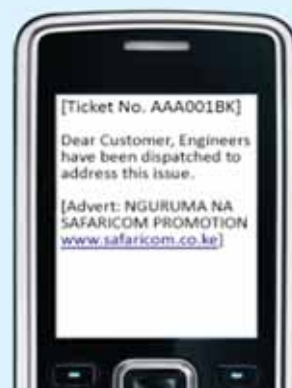 [Ticket No. AAA001BK]
Dear Customer, Engineers
have been dispatched to
address this issue.
[Advert: NGURUMA NA
SAFARICOM PROMOTION
www.safaricom.co.ke]